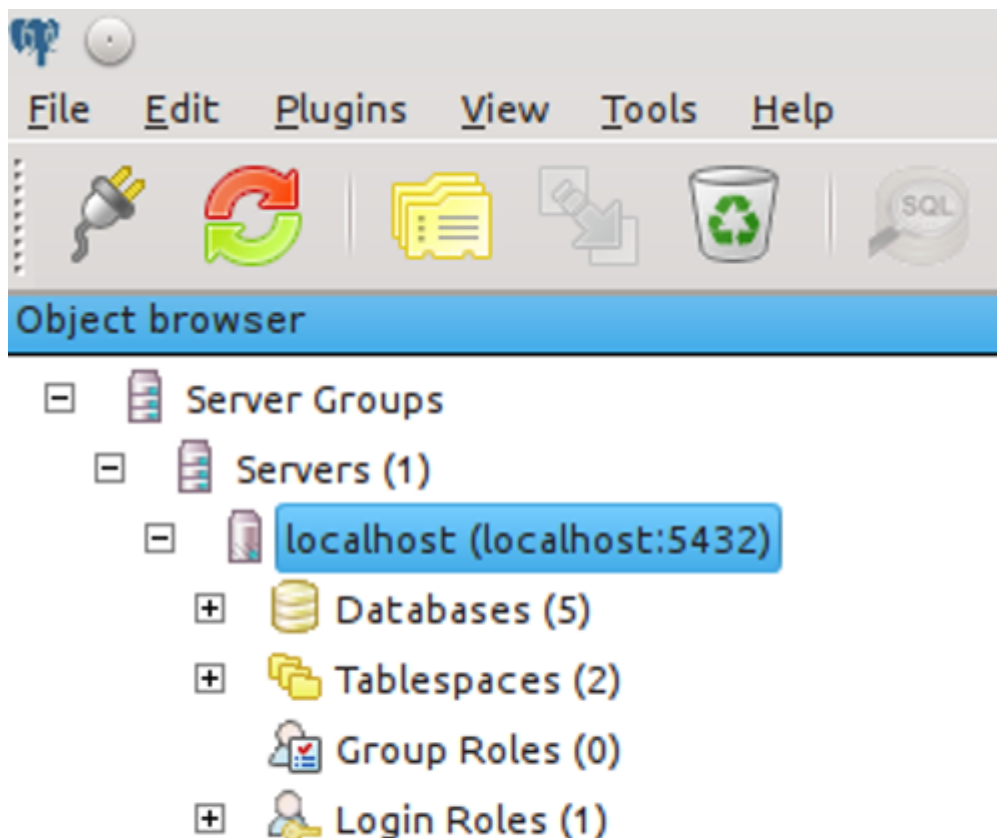 File Edit Plugins View Tools Help
SQL
Object browser
Server Groups
Servers (1)
localhost (localhost:5432)
Databases (5)
Tablespaces (2)
Group Roles (0)
Login Roles (1)